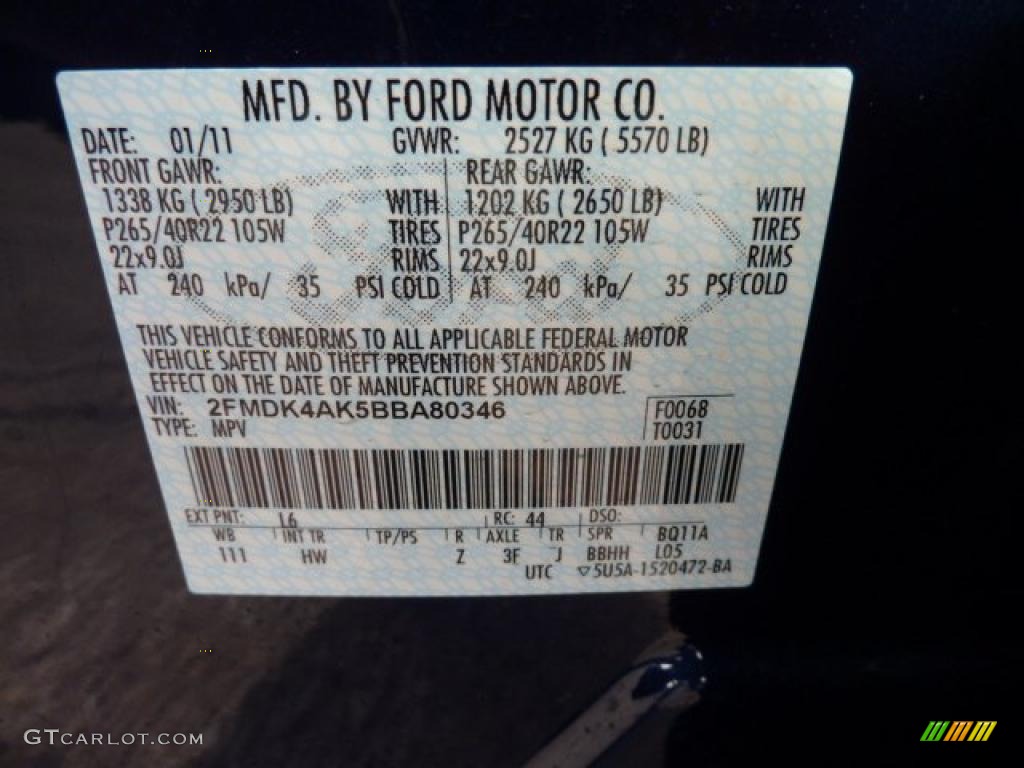 MFD. BY FORD MOTOR CO.
DATE: 01/11 GVWR: 2527 KG ( 5570 LB)
FRONT GAWR: REAR GAWR:
1338 KG ( 2950 LB) WITH 1202 KG ( 2650 LB) WITH
P265/40R22 105W TIRES P265/40R22 105W TIRES
22x9.0J RIMS 22x9.0J RIMS
AT 240 kPa/ 35 PSI COLD AT 240 kPa/ 35 PSI COLD
THIS VEHICLE CONFORMS TO ALL APPLICABLE FEDERAL MOTOR
VEHICLE SAFETY AND THEFT PREVENTION STANDARDS IN
EFFECT ON THE DATE OF MANUFACTURE SHOWN ABOVE.
VIN: 2FMDK4AK5BBA80346 F0068
TYPE: MPV T0031
EXT PNT: L6 RC: 44 DSO:
WB INT TR TP/PS R AXLE TR SPR BQ11A
111 HW Z 3F J BBHH L05
UTC ▽5U5A-1520472-BA
GTCARLOT.COM